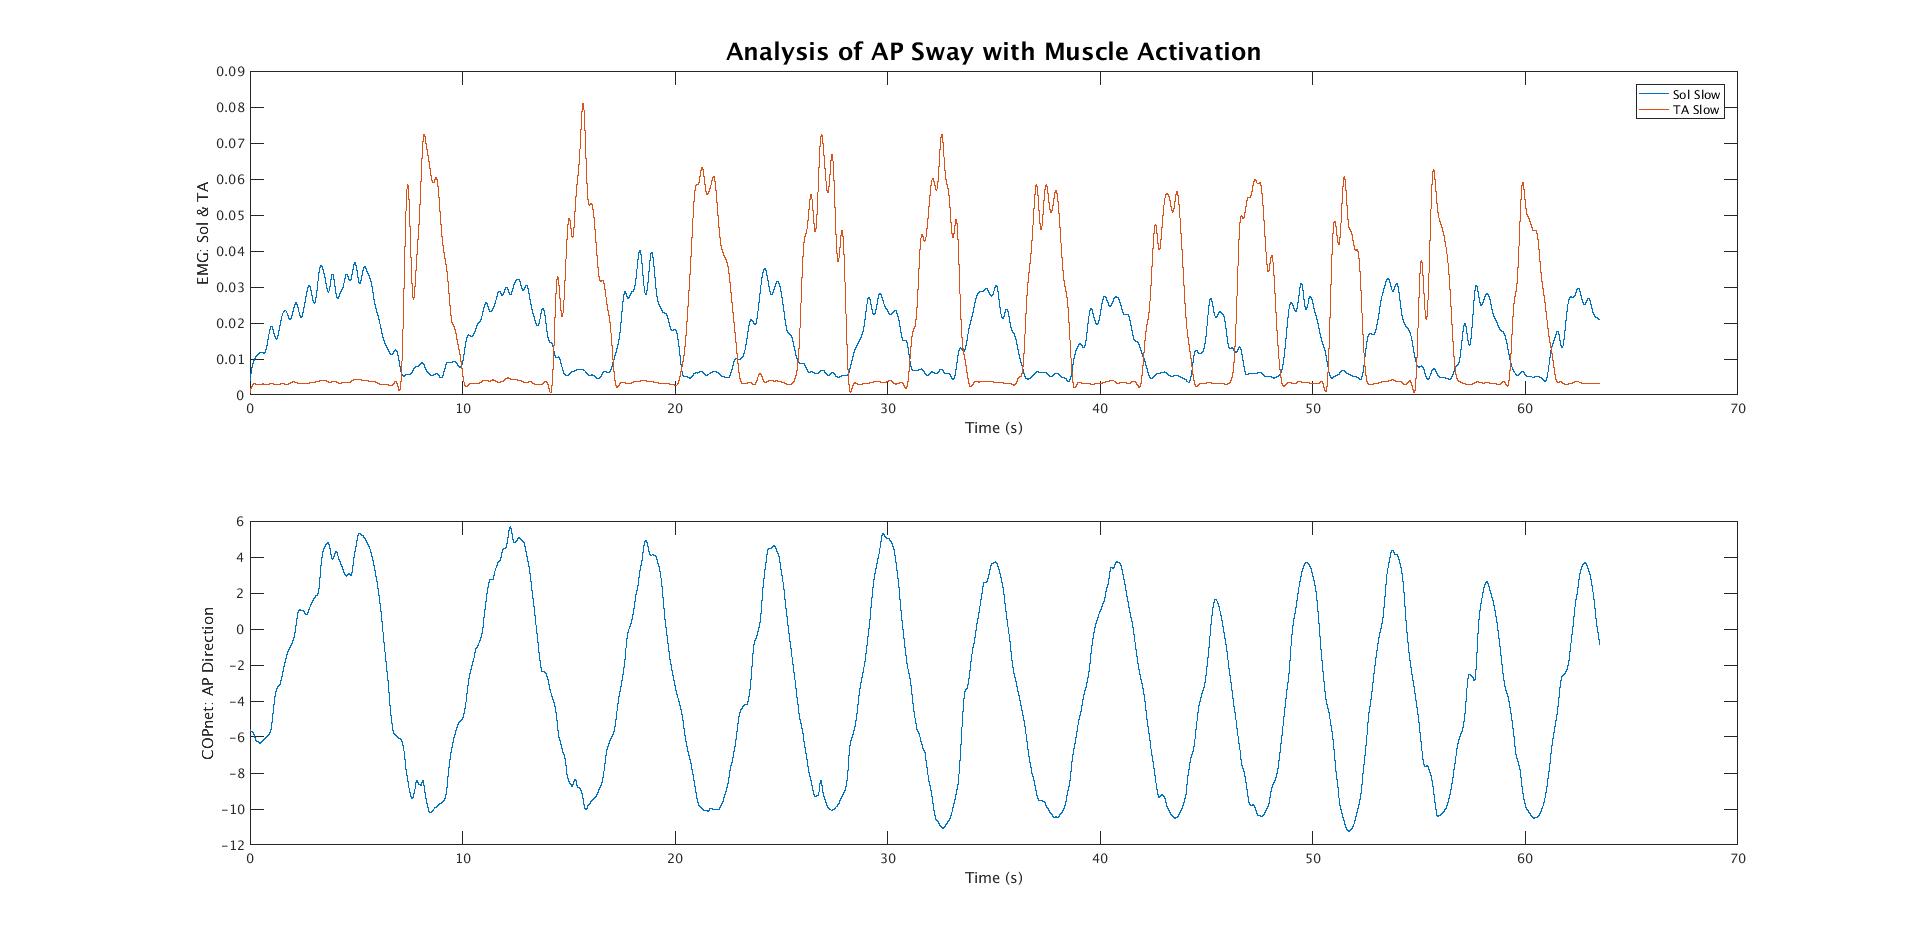 Analysis of AP Sway with Muscle Activation
EMG: Sol & TA
0.09
0.08
0.07
0.06
0.05
0.04
0.03
0.02
0.01
0
Sol Slow
TA Slow
0 10 20 30 40 50 60 70
Time (s)
COPnet: AP Direction
6
4
2
0
−2
−4
−6
−8
−10
−12
0 10 20 30 40 50 60 70
Time (s)